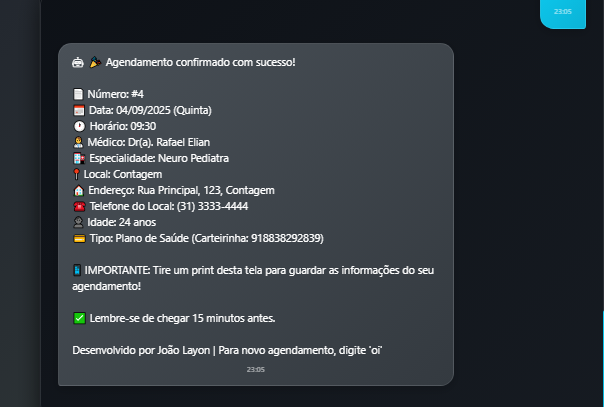 23:05
Agendamento confirmado com sucesso!
Número: #4
Data: 04/09/2025 (Quinta)
Horário: 09:30
Médico: Dr(a). Rafael Elian
Especialidade: Neuro Pediatra
Local: Contagem
Endereço: Rua Principal, 123, Contagem
Telefone do Local: (31) 3333-4444
Idade: 24 anos
Tipo: Plano de Saúde (Carteirinha: 918838292839)
IMPORTANTE: Tire um print desta tela para guardar as informações do seu
agendamento!
Lembre-se de chegar 15 minutos antes.
Desenvolvido por João Layon | Para novo agendamento, digite 'oi'
23:05